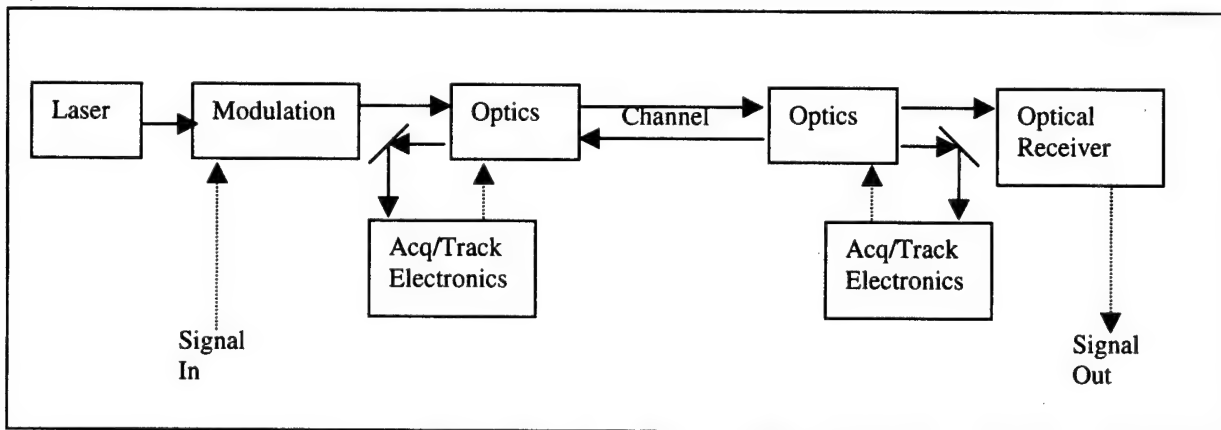 Laser
Modulation
Optics
Channel
Optics
Optical
Receiver
Acq/Track
Electronics
Acq/Track
Electronics
Signal
In
Signal
Out